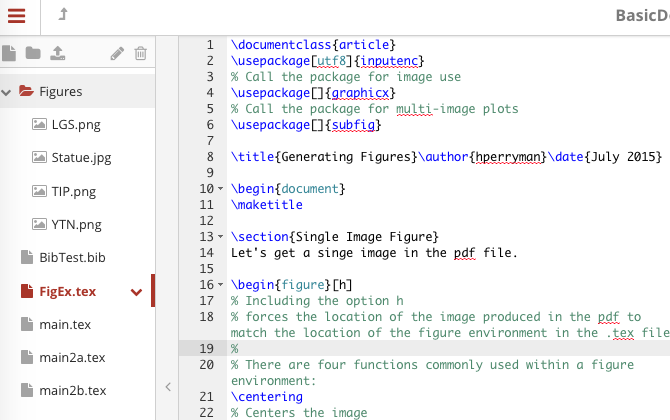 BasicDo
Figures
LGS.png
Statue.jpg
TIP.png
YTN.png
BibTest.bib
FigEx.tex
main.tex
main2a.tex
main2b.tex
1 \documentclass{article}
2 \usepackage[utf8]{inputenc}
3 % Call the package for image use
4 \usepackage[]{graphicx}
5 % Call the package for multi-image plots
6 \usepackage[]{subfig}
7
8 \title{Generating Figures}\author{hperryman}\date{July 2015}
9
10 \begin{document}
11 \maketitle
12
13 \section{Single Image Figure}
14 Let's get a singe image in the pdf file.
15
16 \begin{figure}[h]
17 % Including the option h
18 % forces the location of the image produced in the pdf to
match the location of the figure environment in the .tex file
19 %
20 % There are four functions commonly used within a figure
environment:
21 \centering
22 % Centers the image